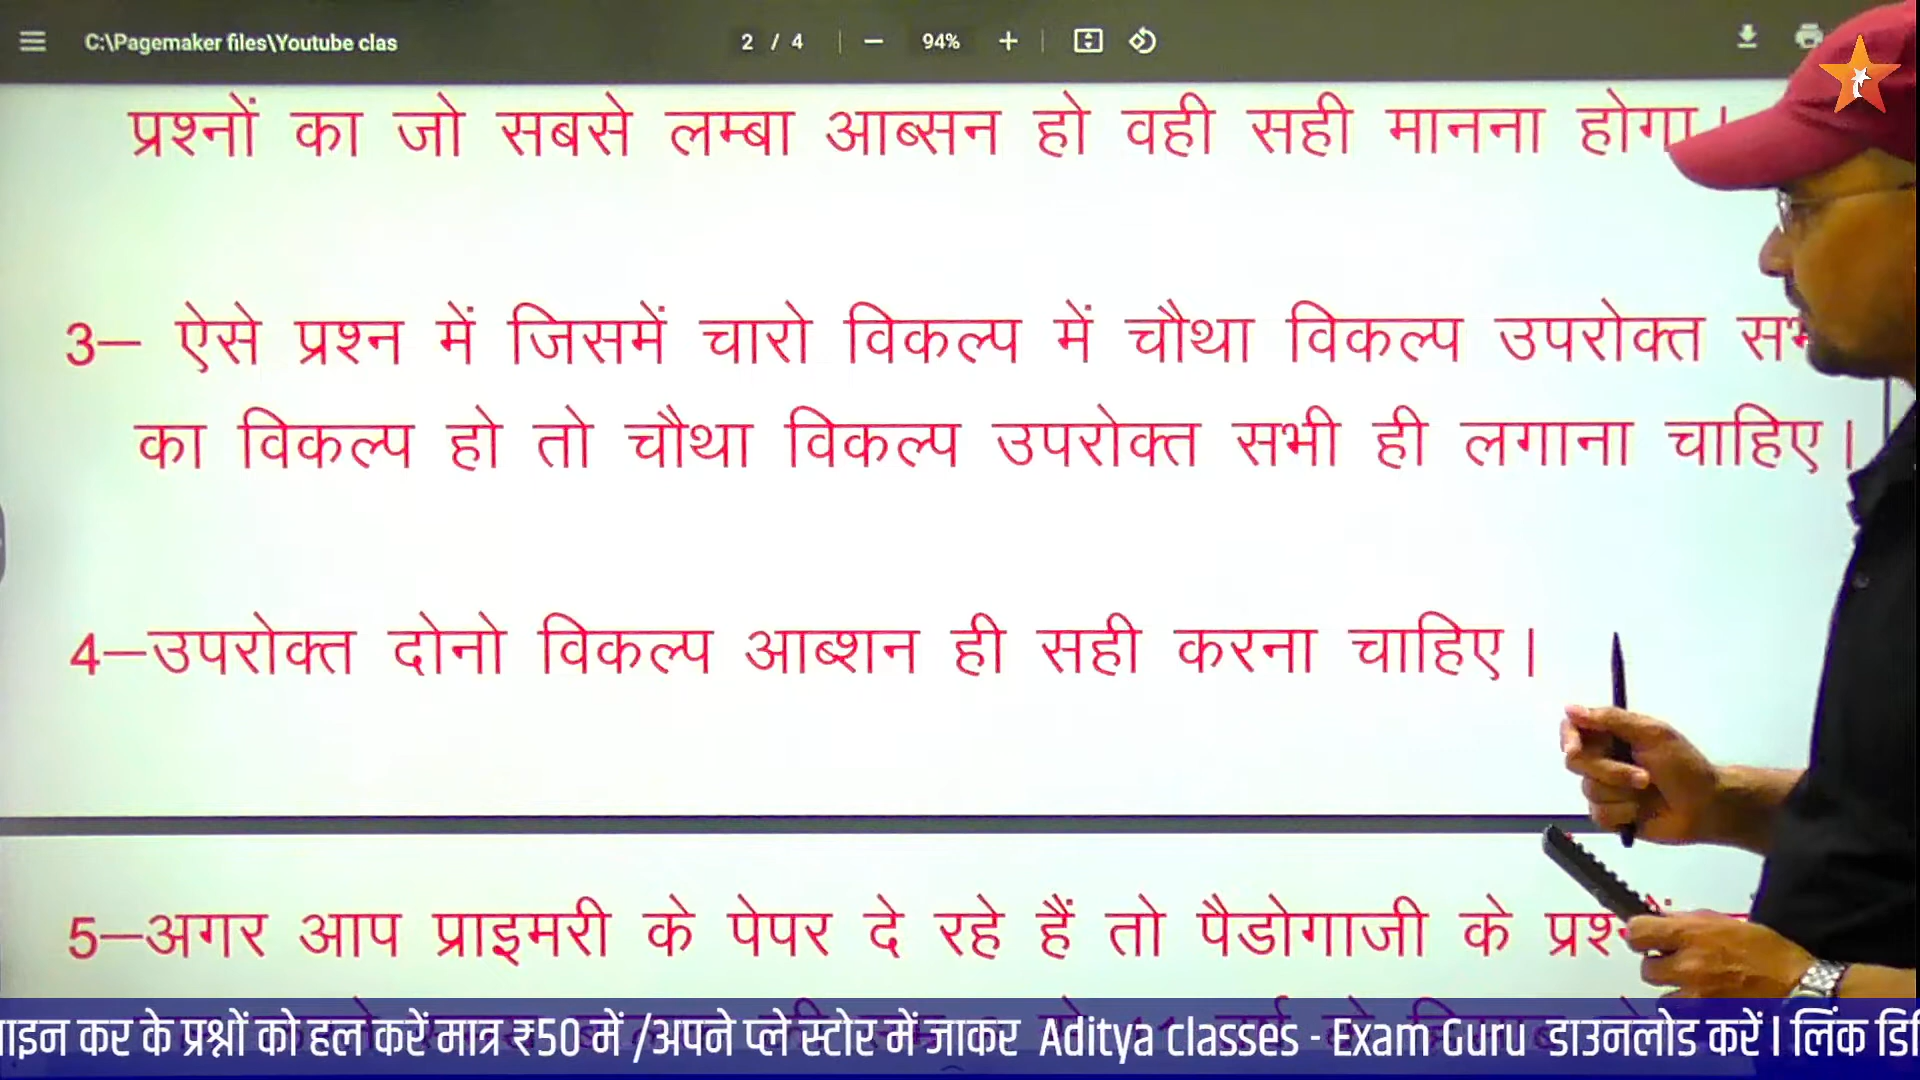 C:\Pagemaker files\Youtube clas
2 / 4
94%
प्रश्नों का जो सबसे लम्बा आब्सन हो वही सही मानना होगा।
3– ऐसे प्रश्न में जिसमें चारो विकल्प में चौथा विकल्प उपरोक्त
का विकल्प हो तो चौथा विकल्प उपरोक्त सभी ही लगाना चाहिए।
4–उपरोक्त दोनो विकल्प आब्शन ही सही करना चाहिए।
5–अगर आप प्राइमरी के पेपर दे रहे हैं तो पैडोगाजी के
कर के प्रश्नों को हल करें मात्र ₹50 में /अपने प्ले स्टोर में जाकर Aditya classes - Exam Guru डाउनलोड करें । लिंक